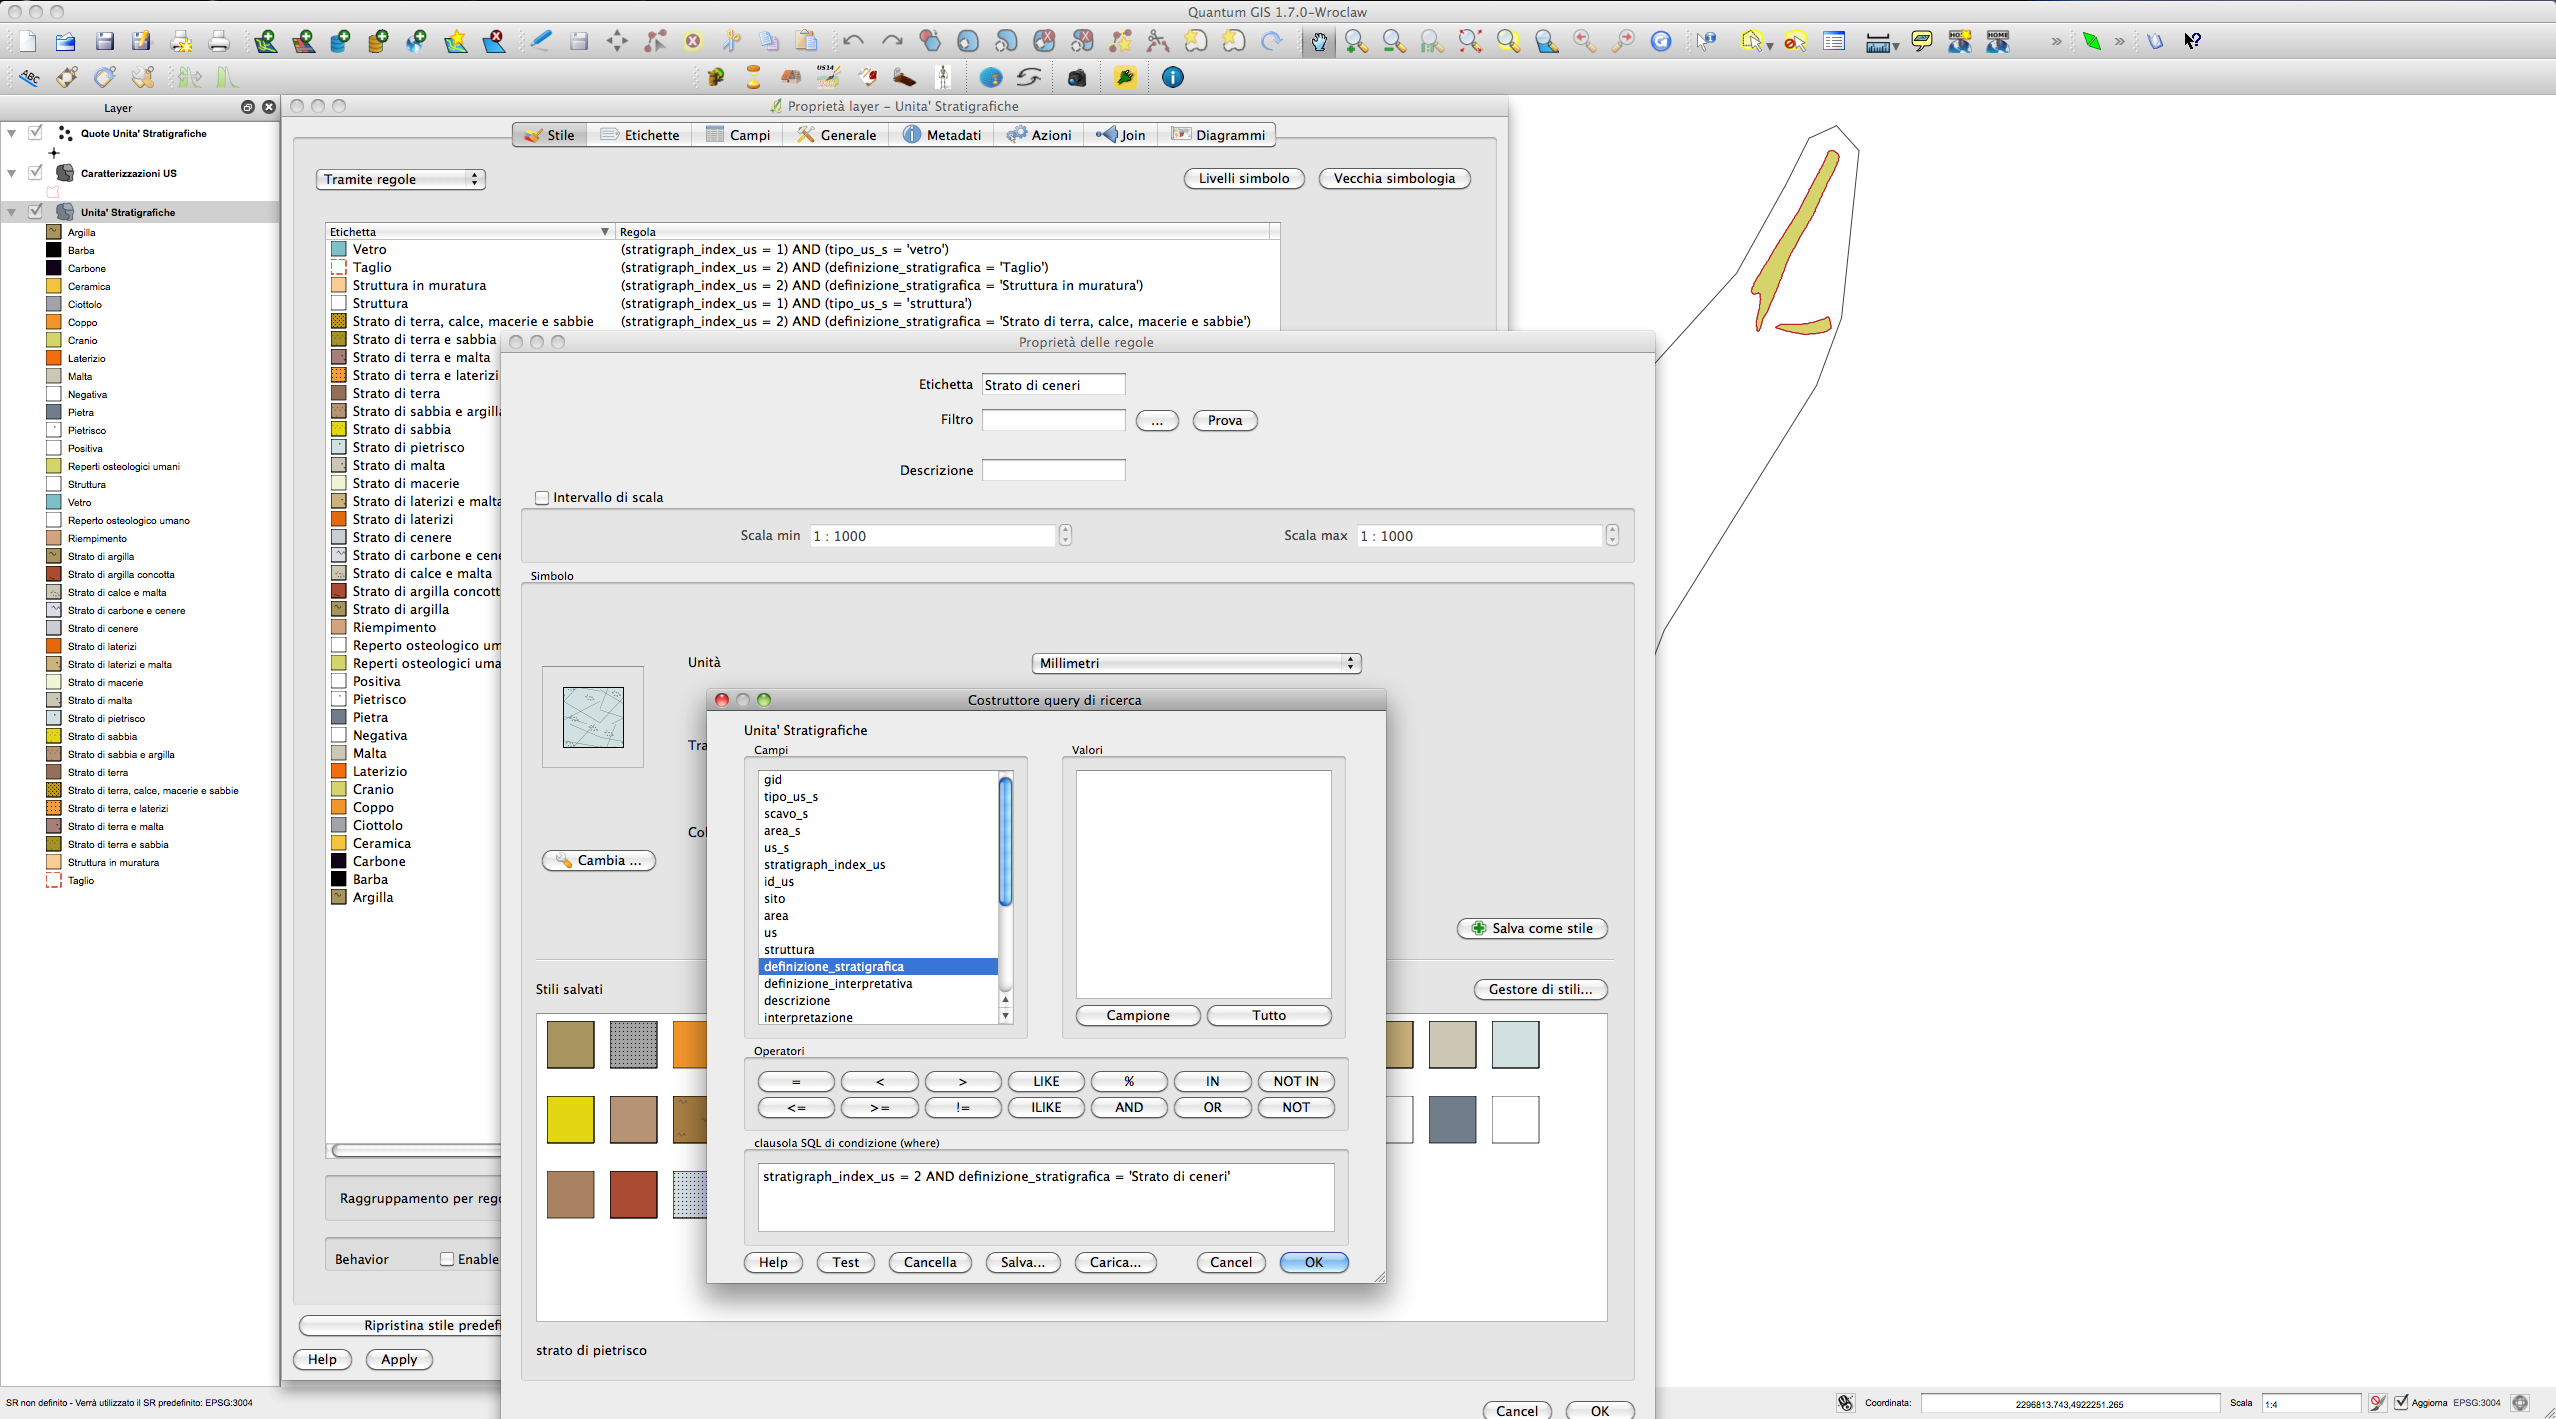 Quantum GIS 1.7.0-Wroclaw
ABC
US14
Layer
Quote Unita' Stratigrafiche
Caratterizzazioni US
Unita' Stratigrafiche
Argilla
Barba
Carbone
Ceramica
Ciottolo
Coppo
Cranio
Laterizio
Malta
Negativa
Pietra
Pietrisco
Positiva
Reperti osteologici umani
Struttura
Vetro
Reperto osteologico umano
Riempimento
Strato di argilla
Strato di argilla concotta
Strato di calce e malta
Strato di carbone e cenere
Strato di cenere
Strato di laterizi
Strato di laterizi e malta
Strato di macerie
Strato di malta
Strato di pietrisco
Strato di sabbia
Strato di sabbia e argilla
Strato di terra
Strato di terra, calce, macerie e sabbie
Strato di terra e laterizi
Strato di terra e malta
Strato di terra e sabbia
Struttura in muratura
Taglio
Proprietà layer – Unita' Stratigrafiche
Stile Etichette Campi Generale Metadati Azioni Join Diagrammi
Tramite regole Livelli simbolo Vecchia simbologia
Etichetta Regola
Vetro (stratigraph_index_us = 1) AND (tipo_us_s = 'vetro')
Taglio (stratigraph_index_us = 2) AND (definizione_stratigrafica = 'Taglio')
Struttura in muratura (stratigraph_index_us = 2) AND (definizione_stratigrafica = 'Struttura in muratura')
Struttura (stratigraph_index_us = 1) AND (tipo_us_s = 'struttura')
Strato di terra, calce, macerie e sabbie (stratigraph_index_us = 2) AND (definizione_stratigrafica = 'Strato di terra, calce, macerie e sabbie')
Strato di terra e sabbia
Strato di terra e malta
Strato di terra e laterizi
Strato di terra
Strato di sabbia e argill
Strato di sabbia
Strato di pietrisco
Strato di malta
Strato di macerie
Strato di laterizi e malta
Strato di laterizi
Strato di cenere
Strato di carbone e cene
Strato di calce e malta
Strato di argilla concott
Strato di argilla
Riempimento
Reperto osteologico um
Reperti osteologici uma
Positiva
Pietrisco
Pietra
Negativa
Malta
Laterizio
Cranio
Coppo
Ciottolo
Ceramica
Carbone
Barba
Argilla
Raggruppamento per rego
Behavior Enable
Ripristina stile predefi
Help Apply
Proprietà delle regole
Etichetta Strato di ceneri
Filtro ... Prova
Descrizione
Intervallo di scala
Scala min 1 : 1000 Scala max 1 : 1000
Simbolo
Unità Millimetri
Tra
Col
Cambia ...
Salva come stile
Stili salvati Gestore di stili...
strato di pietrisco
Cancel OK
Costruttore query di ricerca
Unita' Stratigrafiche
Campi Valori
gid
tipo_us_s
scavo_s
area_s
us_s
stratigraph_index_us
id_us
sito
area
us
struttura
definizione_stratigrafica
definizione_interpretativa
descrizione
interpretazione
Campione Tutto
Operatori
= < > LIKE % IN NOT IN
<= >= != ILIKE AND OR NOT
clausola SQL di condizione (where)
stratigraph_index_us = 2 AND definizione_stratigrafica = 'Strato di ceneri'
Help Test Cancella Salva... Carica... Cancel OK
SR non definito - Verrà utilizzato il SR predefinito: EPSG:3004
Coordinata: 2296813.743,4922251.265 Scala 1:4 Aggiorna EPSG:3004